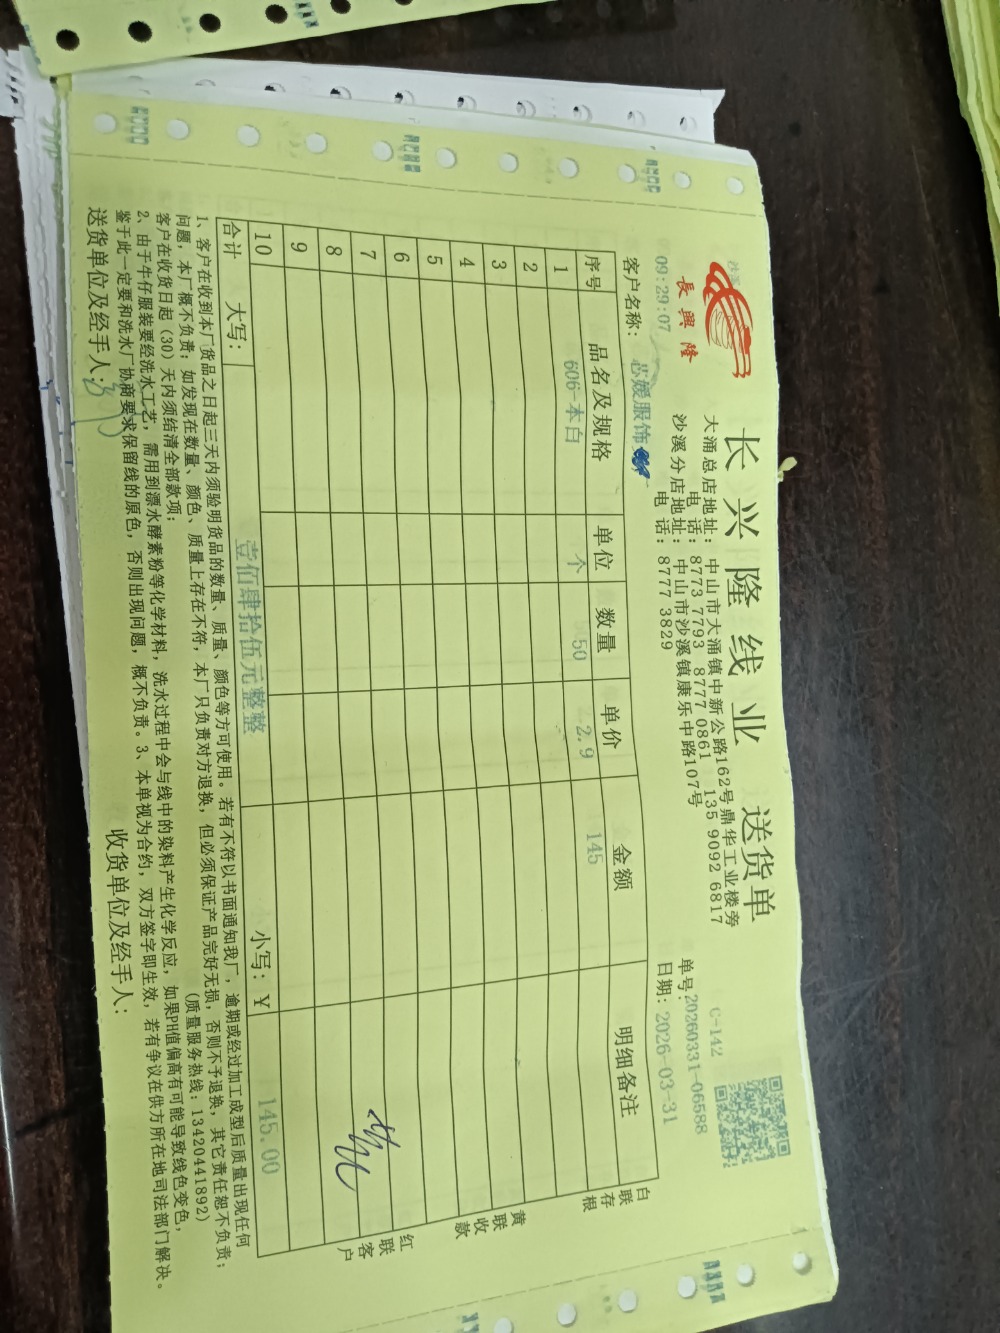 長興隆
长兴隆线业 送货单
C-142
大涌总店地址：中山市大涌镇中新公路162号鼎华工业楼旁
电 话：8773 7793 8777 0861 135 9092 6817
沙溪分店地址：中山市沙溪镇康乐中路107号
电 话：8777 3829
单号：20260331-06588
日期：2026-03-31
09:29:07
客户名称：媛服饰
序号 品名及规格 单位 数量 单价 金额 明细备注
1 606-本白 个 50 2.9 145
2
3
4
5
6
7
8
9
10
合计 大写：壹佰肆拾伍元整整 小写：¥ 145.00
白联存根
黄联收款
红联客户
1、客户在收到本厂货品之日起三天内须验明货品的数量、质量、颜色等方可使用。若有不符以书面通知我厂，逾期或经过加工成型后质量出现任何
问题，本厂概不负责；如发现在数量、颜色、质量上存在不符，本厂只负责对方退换，但必须保证产品完好无损，否则不予退换，其它责任恕不负责；
客户在收货日起（30）天内须结清全部款项； （质量服务热线：13420441892）
2、由于牛仔服装要经洗水工艺，需用到漂水酵素粉等化学材料，洗水过程中会与线中的染料产生化学反应，如果PH值偏高有可能导致线色变色，
鉴于此一定要和洗水厂协商要求保留线的原色，否则出现问题，概不负责。3、本单视为合约，双方签字即生效，若有争议在供方所在地司法部门解决。
送货单位及经手人： 收货单位及经手人：